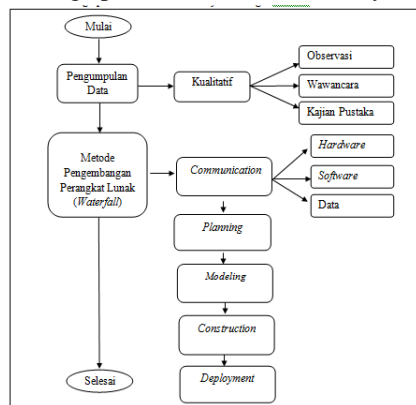 Mulai
Pengumpulan
Data
Kualitatif
Observasi
Wawancara
Kajian Pustaka
Metode
Pengembangan
Perangkat Lunak
(Waterfall)
Communication
Hardware
Software
Data
Planning
Modeling
Construction
Deployment
Selesai